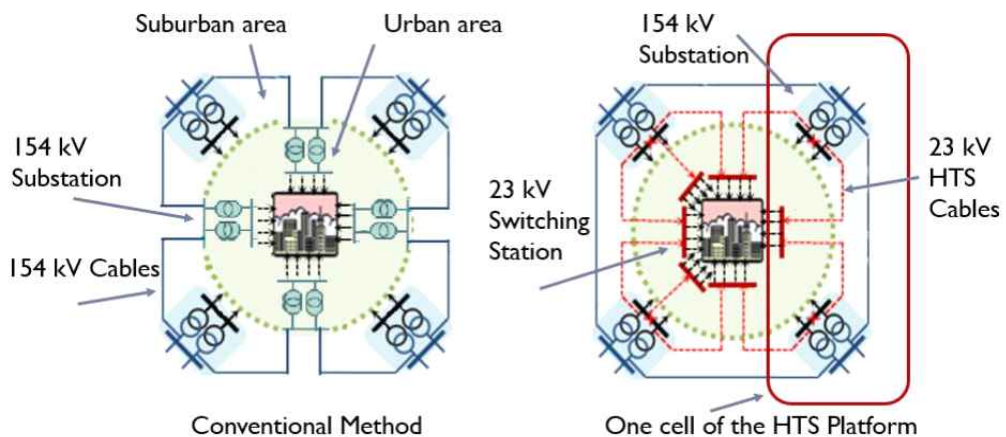 Suburban area
Urban area
154 kV
Substation
154 kV
Substation
23 kV
Switching
Station
23 kV
HTS
Cables
154 kV Cables
Conventional Method
One cell of the HTS Platform